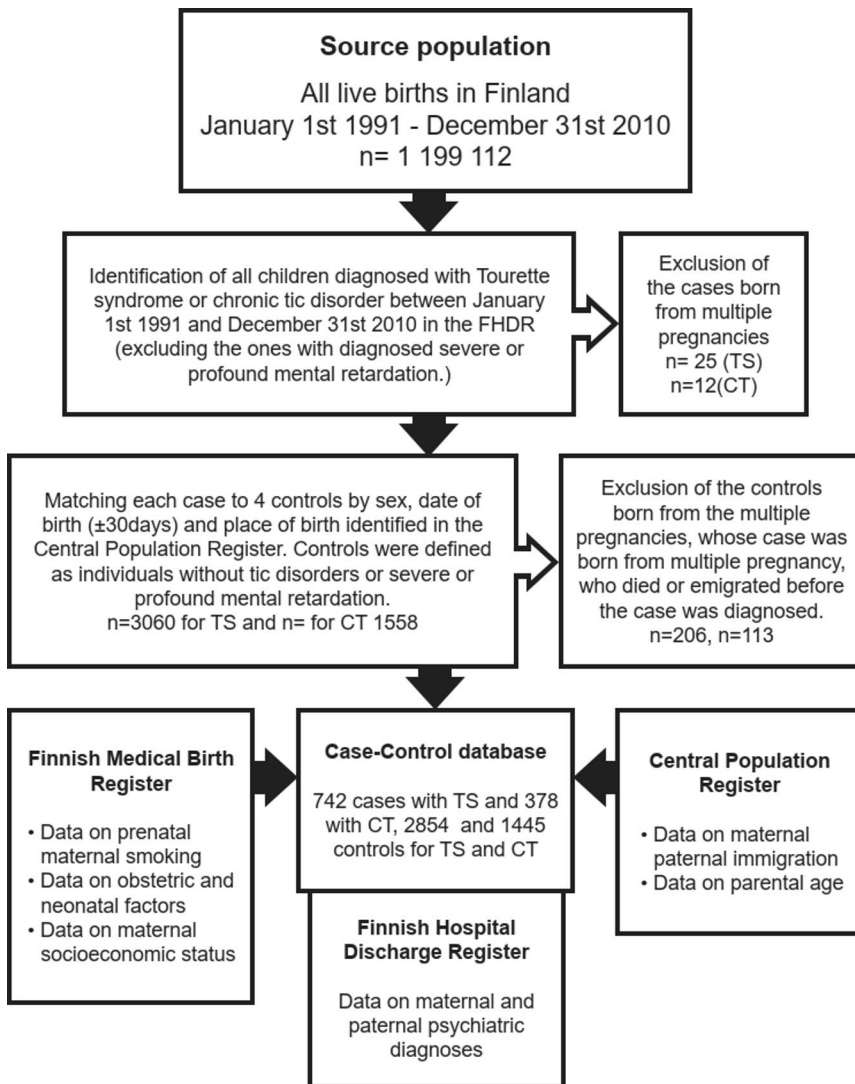 Source population
All live births in Finland
January 1st 1991 - December 31st 2010
n= 1 199 112
Identification of all children diagnosed with Tourette
syndrome or chronic tic disorder between January
1st 1991 and December 31st 2010 in the FHDR
(excluding the ones with diagnosed severe or
profound mental retardation.)
Exclusion of
the cases born
from multiple
pregnancies
n= 25 (TS)
n=12(CT)
Matching each case to 4 controls by sex, date of
birth (±30days) and place of birth identified in the
Central Population Register. Controls were defined
as individuals without tic disorders or severe or
profound mental retardation.
n=3060 for TS and n= for CT 1558
Exclusion of the controls
born from the multiple
pregnancies, whose case was
born from multiple pregnancy,
who died or emigrated before
the case was diagnosed.
n=206, n=113
Finnish Medical Birth
Register
• Data on prenatal
maternal smoking
• Data on obstetric and
neonatal factors
• Data on maternal
socioeconomic status
Case-Control database
742 cases with TS and 378
with CT, 2854 and 1445
controls for TS and CT
Central Population
Register
• Data on maternal
paternal immigration
• Data on parental age
Finnish Hospital
Discharge Register
Data on maternal and
paternal psychiatric
diagnoses